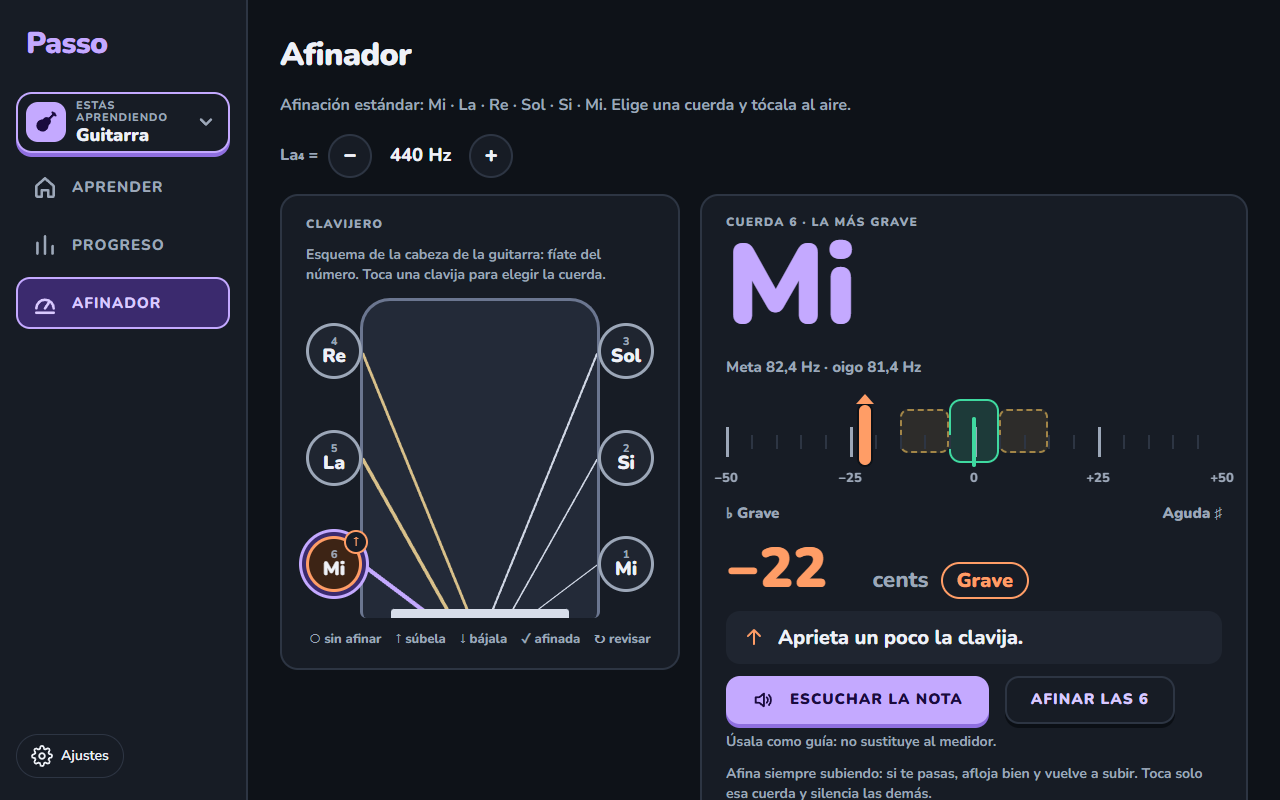 Passo
ESTÁS
APRENDIENDO
Guitarra
APRENDER
PROGRESO
AFINADOR
Ajustes
Afinador
Afinación estándar: Mi · La · Re · Sol · Si · Mi. Elige una cuerda y tócala al aire.
La₄ = − 440 Hz +
CLAVIJERO
Esquema de la cabeza de la guitarra: fíate del
número. Toca una clavija para elegir la cuerda.
4
Re
3
Sol
5
La
2
Si
6
Mi
↑
1
Mi
○ sin afinar ↑ súbela ↓ bájala ✓ afinada ↻ revisar
CUERDA 6 · LA MÁS GRAVE
Mi
Meta 82,4 Hz · oigo 81,4 Hz
−50 −25 0 +25 +50
♭ Grave Aguda ♯
−22 cents Grave
↑ Aprieta un poco la clavija.
ESCUCHAR LA NOTA
AFINAR LAS 6
Úsala como guía: no sustituye al medidor.
Afina siempre subiendo: si te pasas, afloja bien y vuelve a subir. Toca solo
esa cuerda y silencia las demás.